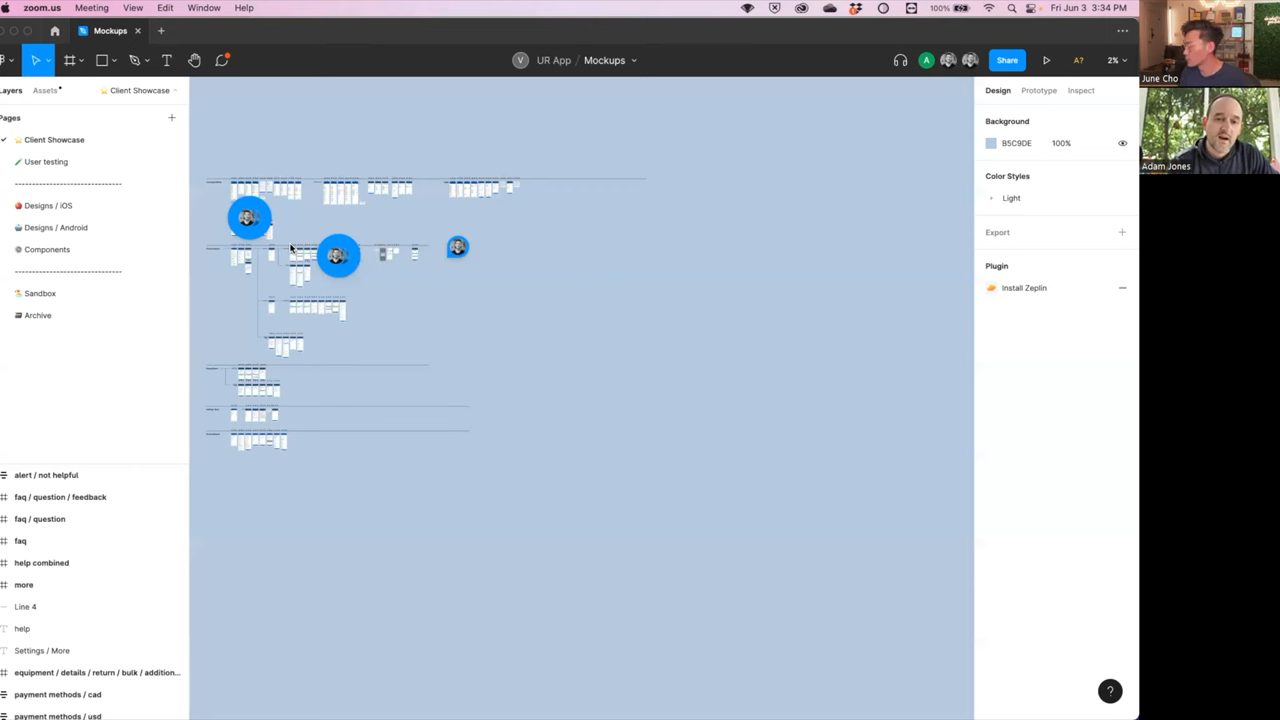 zoom.us Meeting View Edit Window Help
100% Fri Jun 3 3:34 PM
Mockups
UR App / Mockups
V
A
Share
A?
2%
Layers
Assets
Client Showcase
Pages
Client Showcase
User testing
--------------------------------
Designs / iOS
Designs / Android
Components
--------------------------------
Sandbox
Archive
alert / not helpful
faq / question / feedback
faq / question
faq
help combined
more
Line 4
help
Settings / More
equipment / details / return / bulk / addition...
payment methods / cad
payment methods / usd
Design Prototype Inspect
Background
B5C9DE 100%
Color Styles
Light
Export
Plugin
Install Zeplin
?
June Cho
Adam Jones